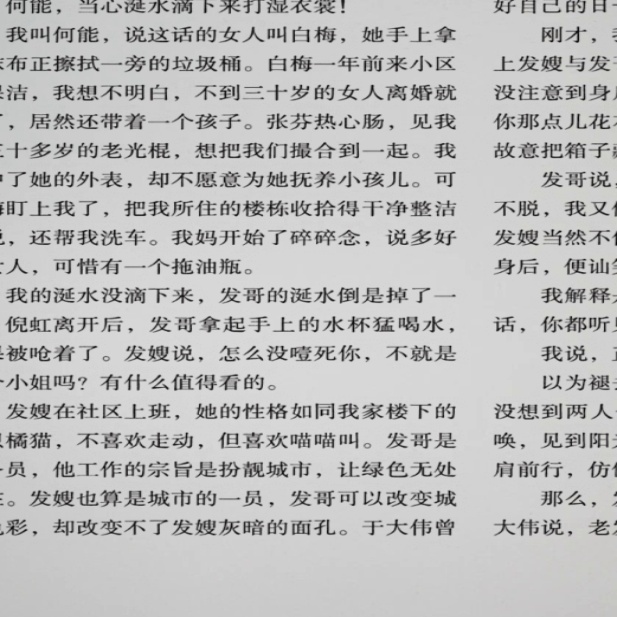 何能，当心涎水滴下来打湿衣裳！
我叫何能，说这话的女人叫白梅，她手上拿
布正擦拭一旁的垃圾桶。白梅一年前来小区
洁，我想不明白，不到三十岁的女人离婚就
，居然还带着一个孩子。张芬热心肠，见我
三十多岁的老光棍，想把我们撮合到一起。我
了她的外表，却不愿意为她抚养小孩儿。可
盯上我了，把我所住的楼栋收拾得干净整洁
，还帮我洗车。我妈开始了碎碎念，说多好
人，可惜有一个拖油瓶。
我的涎水没滴下来，发哥的涎水倒是掉了一
倪虹离开后，发哥拿起手上的水杯猛喝水，
被呛着了。发嫂说，怎么没噎死你，不就是
小姐吗？有什么值得看的。
发嫂在社区上班，她的性格如同我家楼下的
橘猫，不喜欢走动，但喜欢喵喵叫。发哥是
员，他工作的宗旨是扮靓城市，让绿色无处
。发嫂也算是城市的一员，发哥可以改变城
色彩，却改变不了发嫂灰暗的面孔。于大伟曾
好自己的日
刚才，
上发嫂与发
没注意到身
你那点儿花
故意把箱子
发哥说，
不脱，我又
发嫂当然不
身后，便讪
我解释
话，你都听
我说，
以为褪
没想到两人
唤，见到阳
肩前行，仿
那么，
大伟说，老